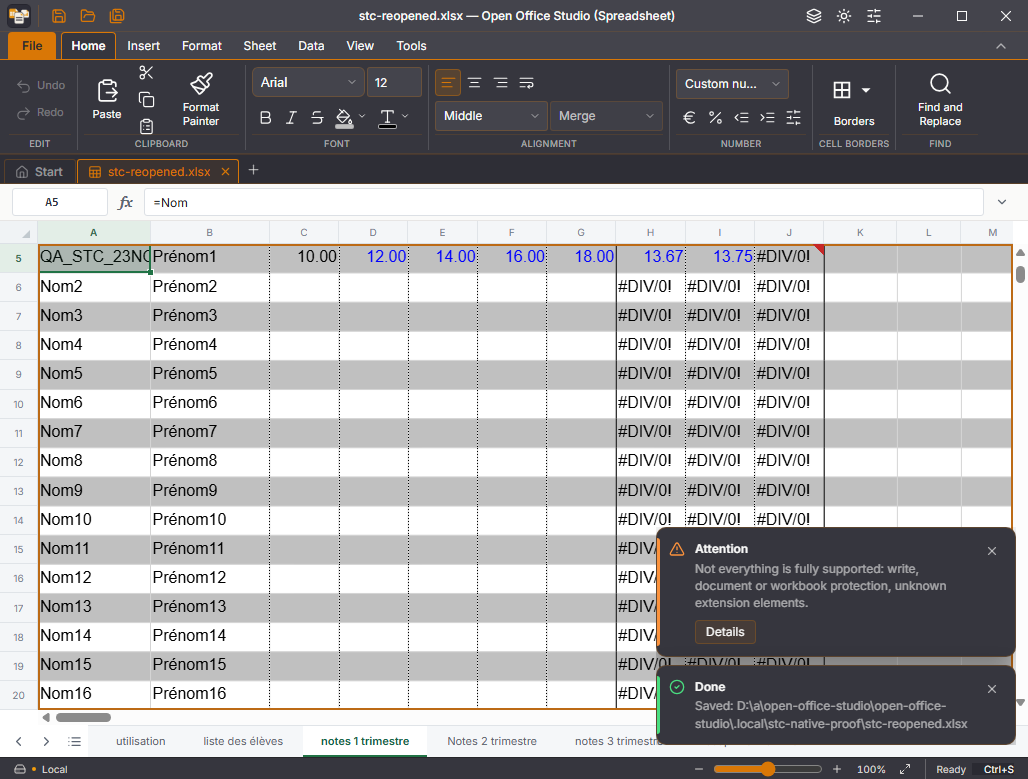 stc-reopened.xlsx — Open Office Studio (Spreadsheet)
File Home Insert Format Sheet Data View Tools
Undo
Redo
Paste
Format
Painter
Arial 12
Middle Merge
Custom nu...
Borders
Find and
Replace
EDIT CLIPBOARD FONT ALIGNMENT NUMBER CELL BORDERS FIND
Start stc-reopened.xlsx
A5 fx =Nom
A B C D E F G H I J K L M
5 QA_STC_23NO Prénom1 10.00 12.00 14.00 16.00 18.00 13.67 13.75 #DIV/0!
6 Nom2 Prénom2 #DIV/0! #DIV/0! #DIV/0!
7 Nom3 Prénom3 #DIV/0! #DIV/0! #DIV/0!
8 Nom4 Prénom4 #DIV/0! #DIV/0! #DIV/0!
9 Nom5 Prénom5 #DIV/0! #DIV/0! #DIV/0!
10 Nom6 Prénom6 #DIV/0! #DIV/0! #DIV/0!
11 Nom7 Prénom7 #DIV/0! #DIV/0! #DIV/0!
12 Nom8 Prénom8 #DIV/0! #DIV/0! #DIV/0!
13 Nom9 Prénom9 #DIV/0! #DIV/0! #DIV/0!
14 Nom10 Prénom10 #DIV/0! #DIV/0! #DIV/0!
15 Nom11 Prénom11 #DIV/
16 Nom12 Prénom12 #DIV/
17 Nom13 Prénom13 #DIV/
18 Nom14 Prénom14 #DIV/
19 Nom15 Prénom15 #DIV/0! #DIV/0! #DIV/0!
20 Nom16 Prénom16 #DIV/
Attention
Not everything is fully supported: write,
document or workbook protection, unknown
extension elements.
Details
Done
Saved: D:\a\open-office-studio\open-office-
studio\.local\stc-native-proof\stc-reopened.xlsx
utilisation liste des élèves notes 1 trimestre Notes 2 trimestre notes 3 trimestre
Local 100% Ready Ctrl+S